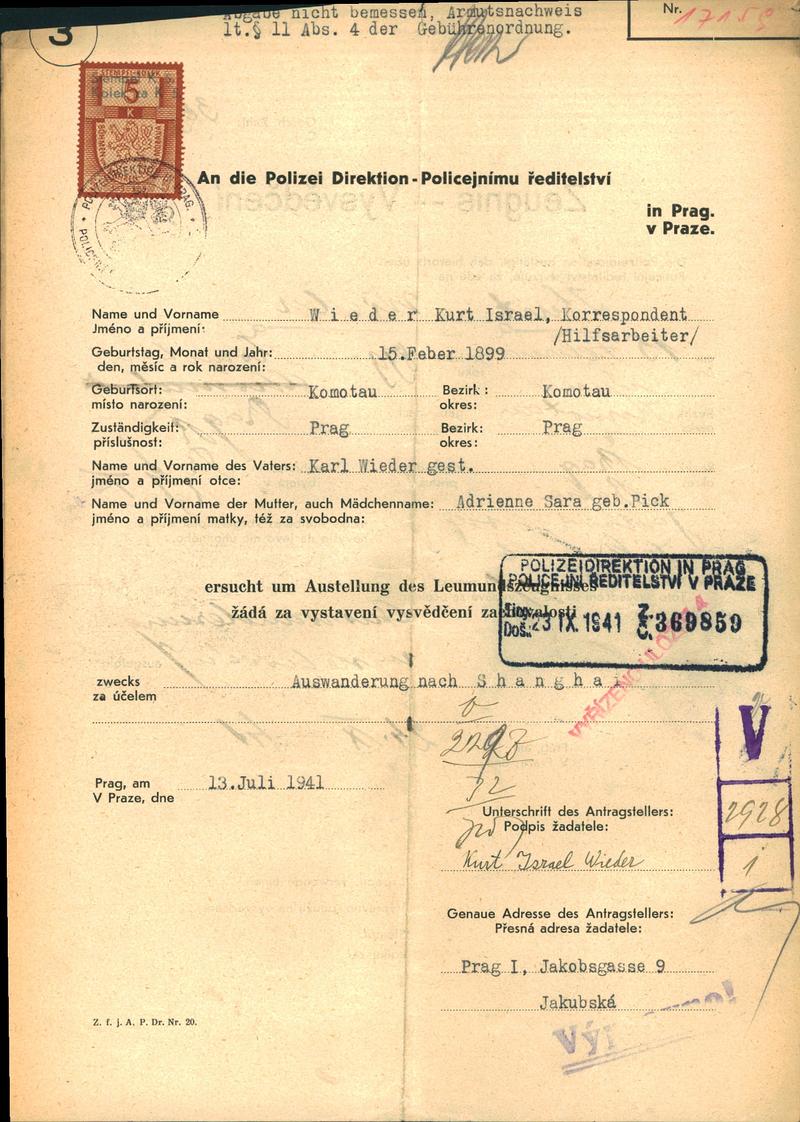 Abgabe nicht bemessen, Armutsnachweis
lt.§ 11 Abs. 4 der Gebührenordnung.
Nr. 17159
3
STEMPEL-KOLEK
5
K
An die Polizei Direktion - Policejnímu ředitelství
in Prag.
v Praze.
Name und Vorname W i e d e r Kurt Israel, Korrespondent
Jméno a příjmení: /Hilfsarbeiter/
Geburtstag, Monat und Jahr: 15.Feber 1899
den, měsíc a rok narození:
Geburtsort: Komotau Bezirk : Komotau
místo narození: okres:
Zuständigkeit: Prag Bezirk: Prag
příslušnost: okres:
Name und Vorname des Vaters: Karl Wieder gest.
jméno a příjmení otce:
Name und Vorname der Mutter, auch Mädchenname: Adrienne Sara geb.Pick
jméno a příjmení matky, též za svobodna:
POLIZEIDIREKTION IN PRAG
POLICEJNÍ ŘEDITELSTVÍ V PRAZE
ersucht um Austellung des Leumundszeugnisses
žádá za vystavení vysvědčení zachovalosti
Doš. 23 IX. 1941 Z. Č. 369859
VYŘÍZENO ULOŽIT
zwecks Auswanderung nach S h a n g h a i
za účelem
V
2928
1
Prag, am 13.Juli 1941
V Praze, dne
32
Unterschrift des Antragstellers:
Podpis žadatele:
Kurt Israel Wieder
Genaue Adresse des Antragstellers:
Přesná adresa žadatele:
Prag I, Jakobsgasse 9
Jakubská
Z. f. j. A. P. Dr. Nr. 20.